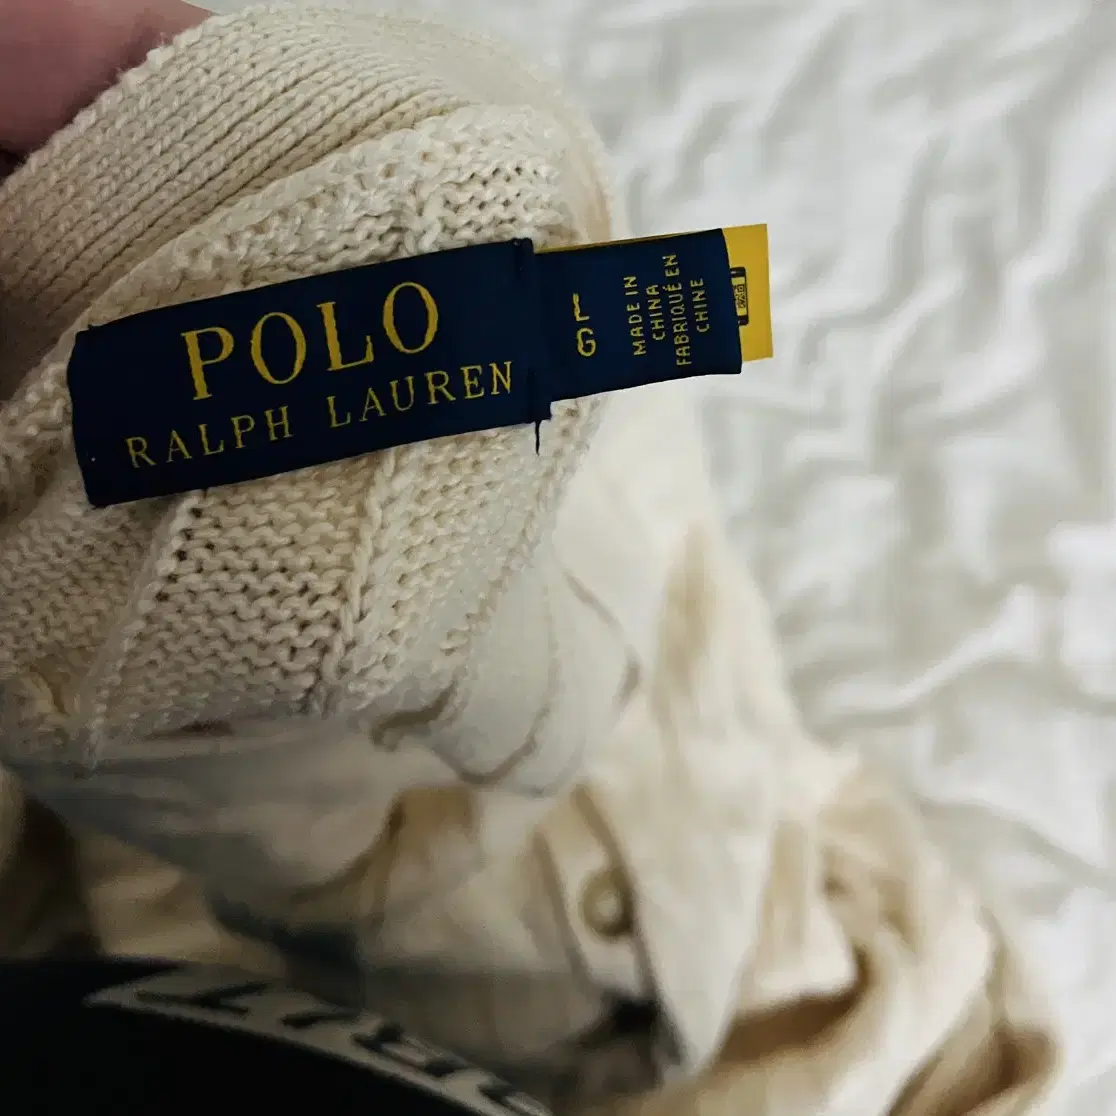 POLO
RALPH LAUREN
L
G
MADE IN
CHINA
FABRIQUÉ EN
CHINE